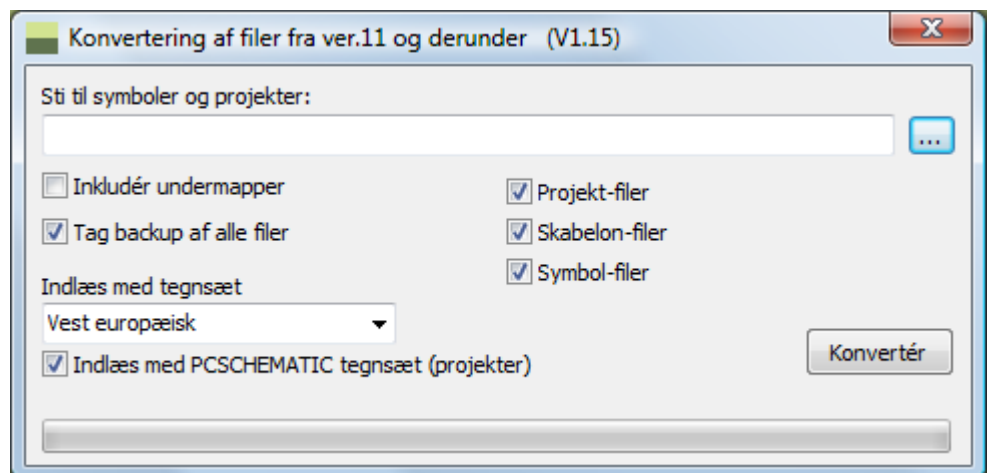 Konvertering af filer fra ver.11 og derunder (V1.15)
Sti til symboler og projekter:
...
Inkludér undermapper
Projekt-filer
Tag backup af alle filer
Skabelon-filer
Symbol-filer
Indlæs med tegnsæt
Vest europæisk
Indlæs med PCSCHEMATIC tegnsæt (projekter)
Konvertér